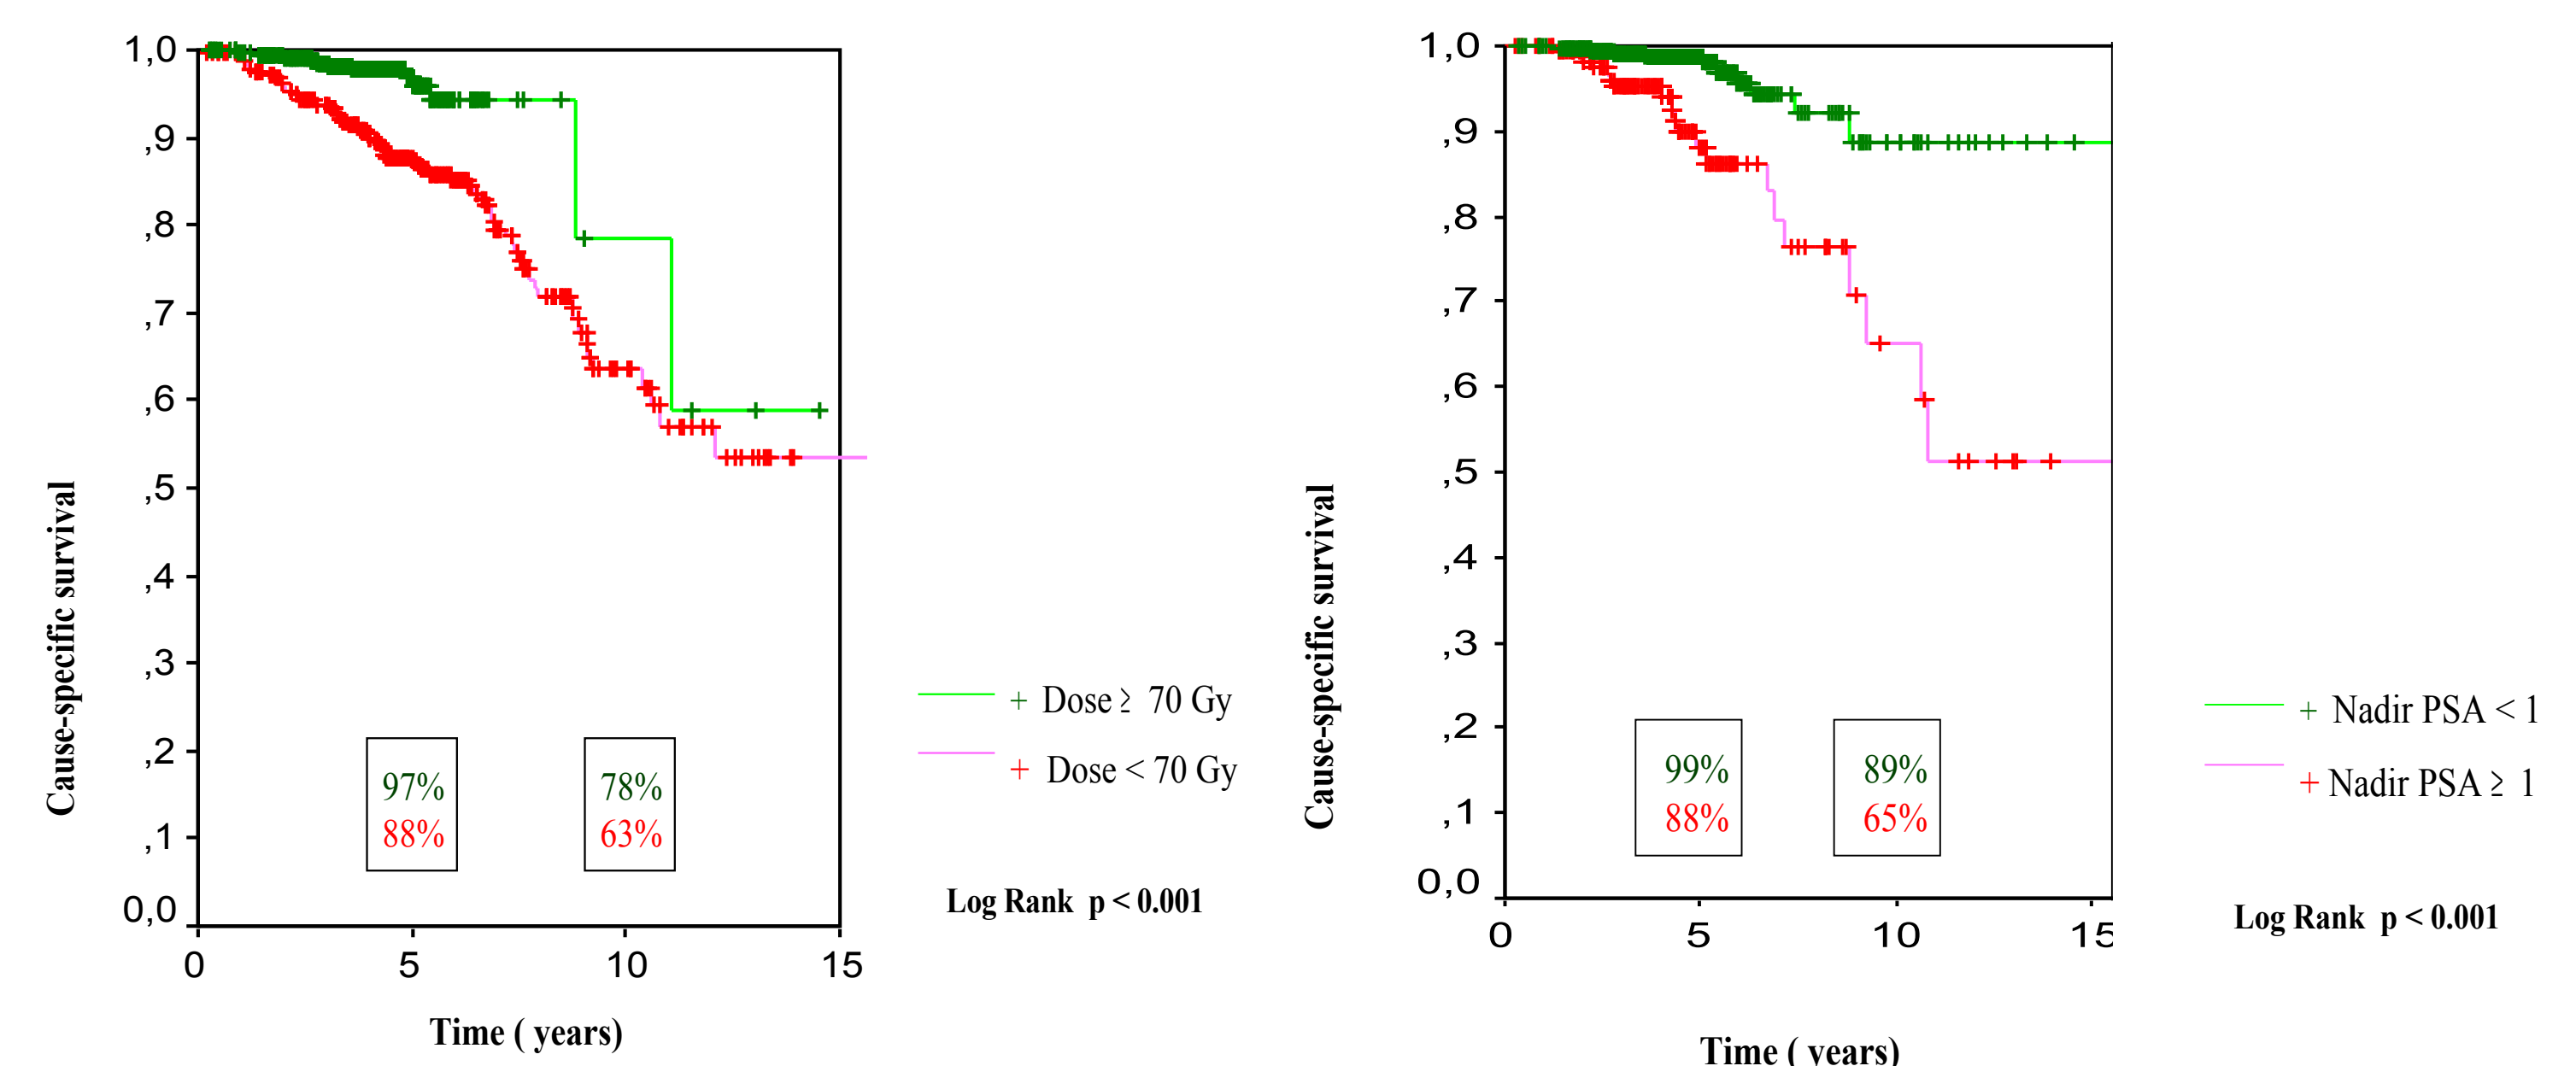 1,0
,9
,8
,7
,6
,5
,4
,3
,2
,1
0,0
Cause-specific survival
97%
88%
78%
63%
0 5 10 15
Time ( years)
Dose ≥ 70 Gy
Dose < 70 Gy
Log Rank p < 0.001
1,0
,9
,8
,7
,6
,5
,4
,3
,2
,1
0,0
Cause-specific survival
99%
88%
89%
65%
0 5 10 15
Time ( years)
Nadir PSA < 1
Nadir PSA ≥ 1
Log Rank p < 0.001